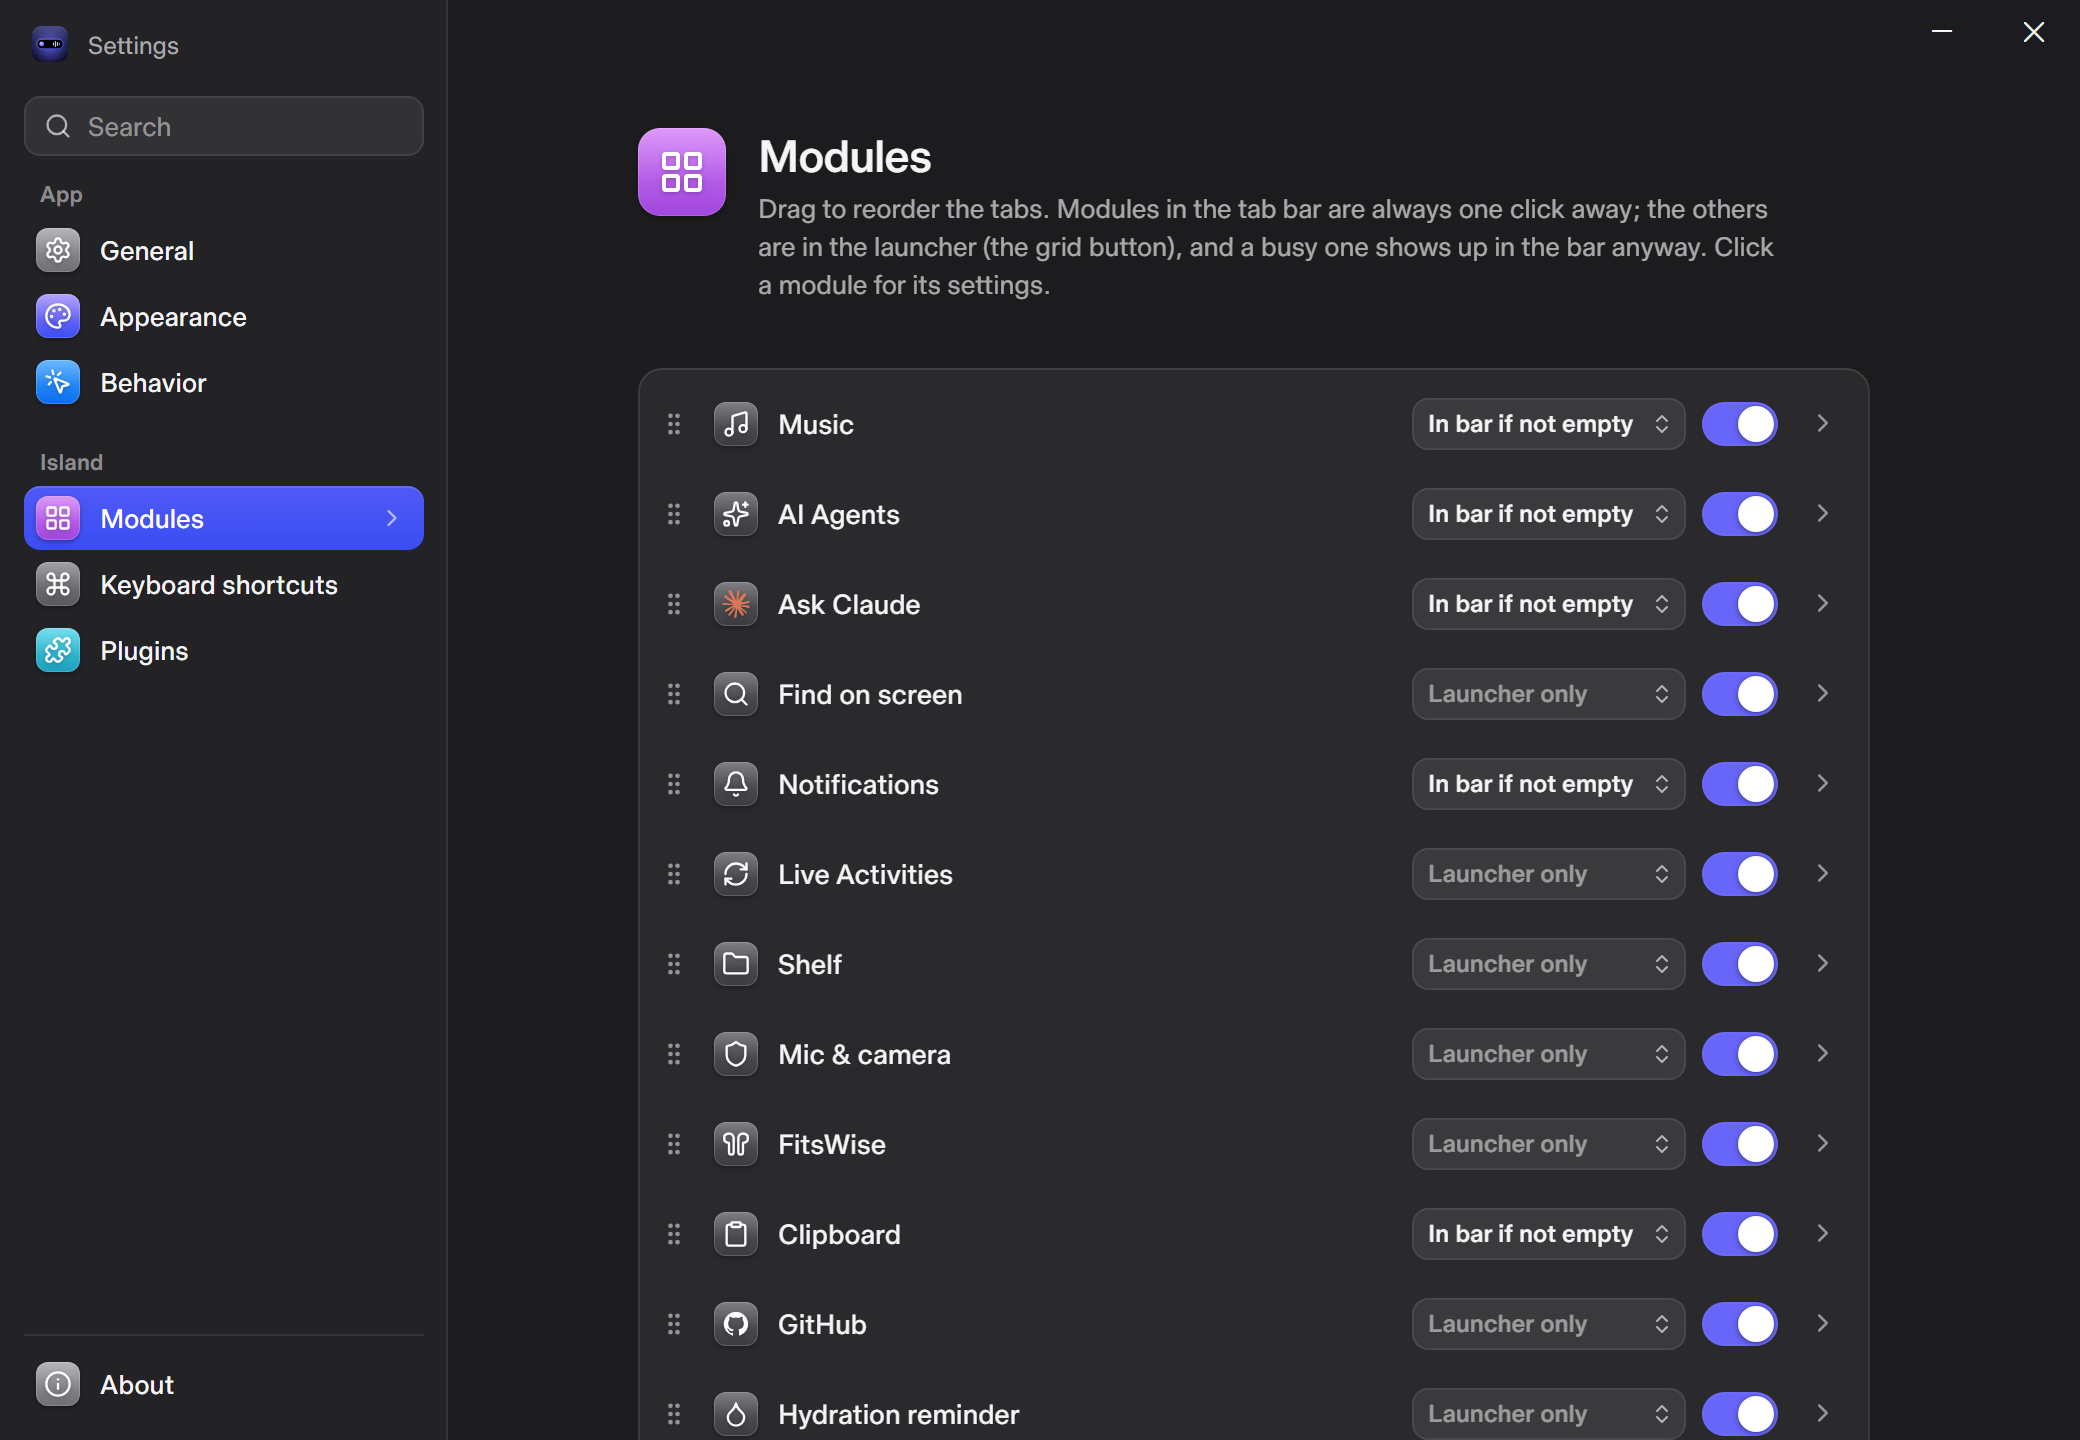 Settings
Search
App
General
Appearance
Behavior
Island
Modules
Keyboard shortcuts
Plugins
About
Modules
Drag to reorder the tabs. Modules in the tab bar are always one click away; the others
are in the launcher (the grid button), and a busy one shows up in the bar anyway. Click
a module for its settings.
Music In bar if not empty
AI Agents In bar if not empty
Ask Claude In bar if not empty
Find on screen Launcher only
Notifications In bar if not empty
Live Activities Launcher only
Shelf Launcher only
Mic & camera Launcher only
FitsWise Launcher only
Clipboard In bar if not empty
GitHub Launcher only
Hydration reminder Launcher only